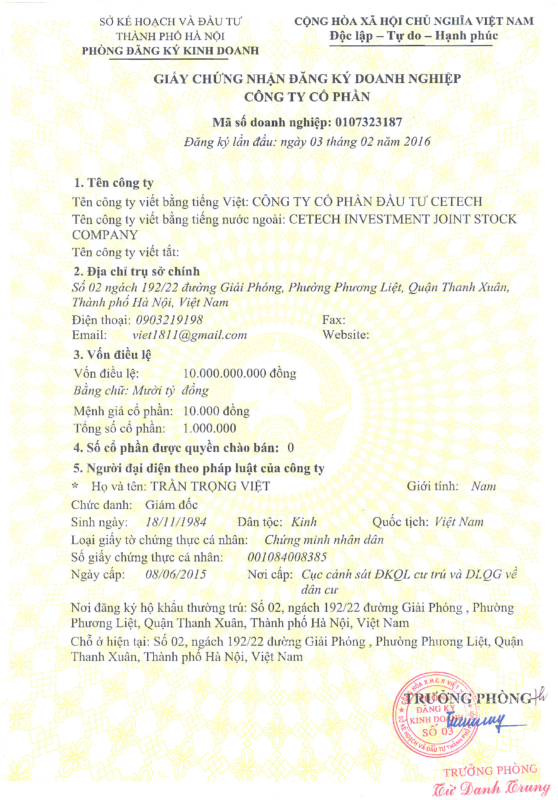 SỞ KẾ HOẠCH VÀ ĐẦU TƯ
THÀNH PHỐ HÀ NỘI
PHÒNG ĐĂNG KÝ KINH DOANH
CỘNG HÒA XÃ HỘI CHỦ NGHĨA VIỆT NAM
Độc lập – Tự do – Hạnh phúc
GIẤY CHỨNG NHẬN ĐĂNG KÝ DOANH NGHIỆP
CÔNG TY CỔ PHẦN
Mã số doanh nghiệp: 0107323187
Đăng ký lần đầu: ngày 03 tháng 02 năm 2016
1. Tên công ty
Tên công ty viết bằng tiếng Việt: CÔNG TY CỔ PHẦN ĐẦU TƯ CETECH
Tên công ty viết bằng tiếng nước ngoài: CETECH INVESTMENT JOINT STOCK
COMPANY
Tên công ty viết tắt:
2. Địa chỉ trụ sở chính
Số 02 ngách 192/22 đường Giải Phóng, Phường Phương Liệt, Quận Thanh Xuân,
Thành phố Hà Nội, Việt Nam
Điện thoại: 0903219198 Fax:
Email: viet1811@gmail.com Website:
3. Vốn điều lệ
Vốn điều lệ: 10.000.000.000 đồng
Bằng chữ: Mười tỷ đồng
Mệnh giá cổ phần: 10.000 đồng
Tổng số cổ phần: 1.000.000
4. Số cổ phần được quyền chào bán: 0
5. Người đại diện theo pháp luật của công ty
* Họ và tên: TRẦN TRỌNG VIỆT Giới tính: Nam
Chức danh: Giám đốc
Sinh ngày: 18/11/1984 Dân tộc: Kinh Quốc tịch: Việt Nam
Loại giấy tờ chứng thực cá nhân: Chứng minh nhân dân
Số giấy chứng thực cá nhân: 001084008385
Ngày cấp: 08/06/2015 Nơi cấp: Cục cảnh sát ĐKQL cư trú và DLQG về
dân cư
Nơi đăng ký hộ khẩu thường trú: Số 02, ngách 192/22 đường Giải Phóng , Phường
Phương Liệt, Quận Thanh Xuân, Thành phố Hà Nội, Việt Nam
Chỗ ở hiện tại: Số 02, ngách 192/22 đường Giải Phóng , Phường Phương Liệt, Quận
Thanh Xuân, Thành phố Hà Nội, Việt Nam
TRƯỞNG PHÒNG
ĐĂNG KÝ
KINH DOANH
SỐ 03
TRƯỞNG PHÒNG
Từ Danh Trung